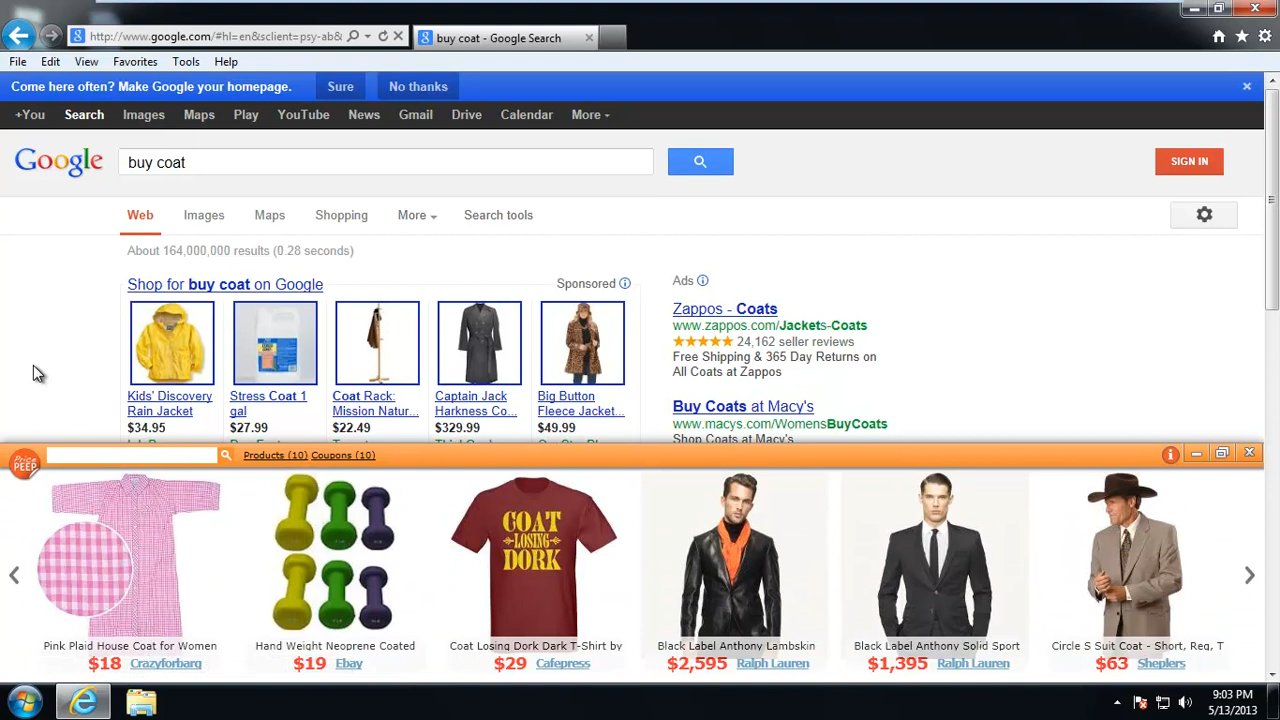 http://www.google.com/#hl=en&sclient=psy-ab&
buy coat - Google Search
File Edit View Favorites Tools Help
Come here often? Make Google your homepage. Sure No thanks
+You Search Images Maps Play YouTube News Gmail Drive Calendar More
Google buy coat SIGN IN
Web Images Maps Shopping More Search tools
About 164,000,000 results (0.28 seconds)
Shop for buy coat on Google Sponsored
Kids' Discovery
Rain Jacket
$34.95
Stress Coat 1
gal
$27.99
Coat Rack:
Mission Natur...
$22.49
Captain Jack
Harkness Co...
$329.99
Big Button
Fleece Jacket...
$49.99
Ads
Zappos - Coats
www.zappos.com/Jackets-Coats
24,162 seller reviews
Free Shipping & 365 Day Returns on
All Coats at Zappos
Buy Coats at Macy's
www.macys.com/WomensBuyCoats
Shop Coats at Macy's
Price
PEEP
Products (10) Coupons (10)
COAT
LOSING
DORK
Pink Plaid House Coat for Women
$18 Crazyforbarg
Hand Weight Neoprene Coated
$19 Ebay
Coat Losing Dork Dark T-Shirt by
$29 Cafepress
Black Label Anthony Lambskin
$2,595 Ralph Lauren
Black Label Anthony Solid Sport
$1,395 Ralph Lauren
Circle S Suit Coat - Short, Reg, T
$63 Sheplers
9:03 PM
5/13/2013